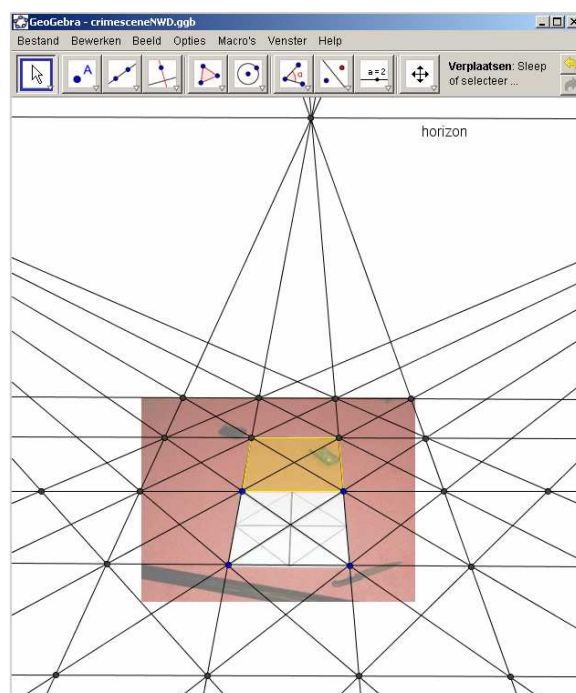 GeoGebra - crimesceneNWD.ggb
Bestand Bewerken Beeld Opties Macro's Venster Help
A
α
a=2
Verplaatsen: Sleep
of selecteer ...
horizon